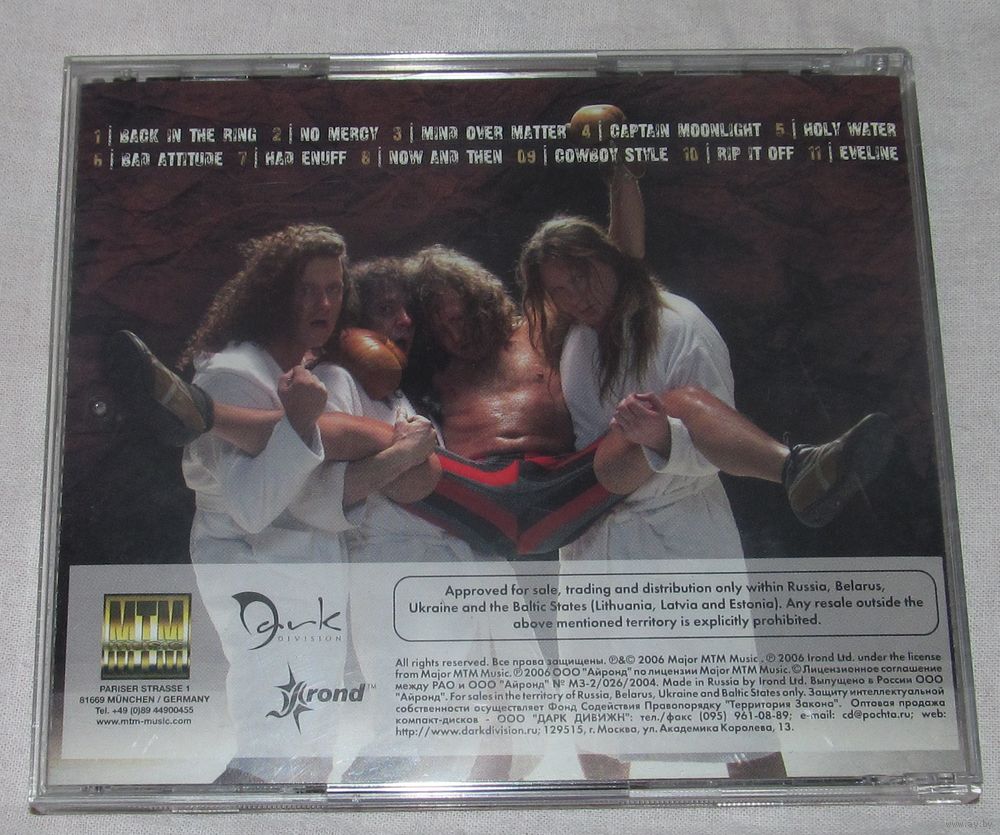 1 | BACK IN THE RING 2 | NO MERCY 3 | MIND OVER MATTER 4 | CAPTAIN MOONLIGHT 5 | HOLY WATER
6 | BAD ATTITUDE 7 | HAD ENUFF 8 | NOW AND THEN 09 | COWBOY STYLE 10 | RIP IT OFF 11 | EVELINE
MTM
PARISER STRASSE 1
81669 MÜNCHEN / GERMANY
Tel. +49 (0)89 44900455
www.mtm-music.com
Dark
DIVISION
Irond™
Approved for sale, trading and distribution only within Russia, Belarus,
Ukraine and the Baltic States (Lithuania, Latvia and Estonia). Any resale outside the
above mentioned territory is explicitly prohibited.
All rights reserved. Все права защищены. ℗&© 2006 Major MTM Music. ℗ 2006 Irond Ltd. under the license
from Major MTM Music. ℗ 2006 ООО "Айронд" по лицензии Major MTM Music. © Лицензионное соглашение
между РАО и ООО "Айронд" № АЗ-2/026/2004. Made in Russia by Irond Ltd. Выпущено в России ООО
"Айронд". For sales in the territory of Russia, Belarus, Ukraine and Baltic States only. Защиту интеллектуальной
собственности осуществляет Фонд Содействия Правопорядку "Территория Закона". Оптовая продажа
компакт-дисков - ООО "ДАРК ДИВИЖН": тел./факс (095) 961-08-89; e-mail: cd@pochta.ru; web:
http://www.darkdivision.ru; 129515, г. Москва, ул. Академика Королева, 13.
www.ay.by